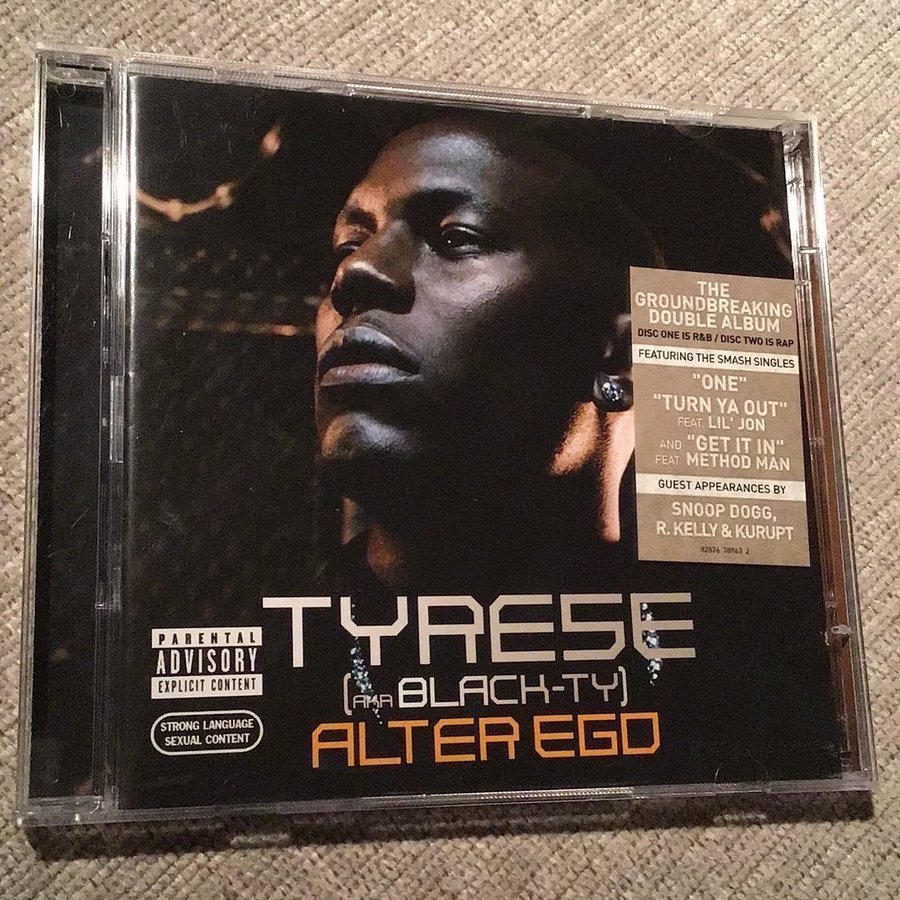 THE
GROUNDBREAKING
DOUBLE ALBUM
DISC ONE IS R&B / DISC TWO IS RAP
FEATURING THE SMASH SINGLES
"ONE"
"TURN YA OUT"
FEAT. LIL' JON
AND "GET IT IN"
FEAT. METHOD MAN
GUEST APPEARANCES BY
SNOOP DOGG,
R. KELLY & KURUPT
82876 78963 2
TYRESE
(AKA BLACK-TY)
ALTER EGO
PARENTAL
ADVISORY
EXPLICIT CONTENT
STRONG LANGUAGE
SEXUAL CONTENT